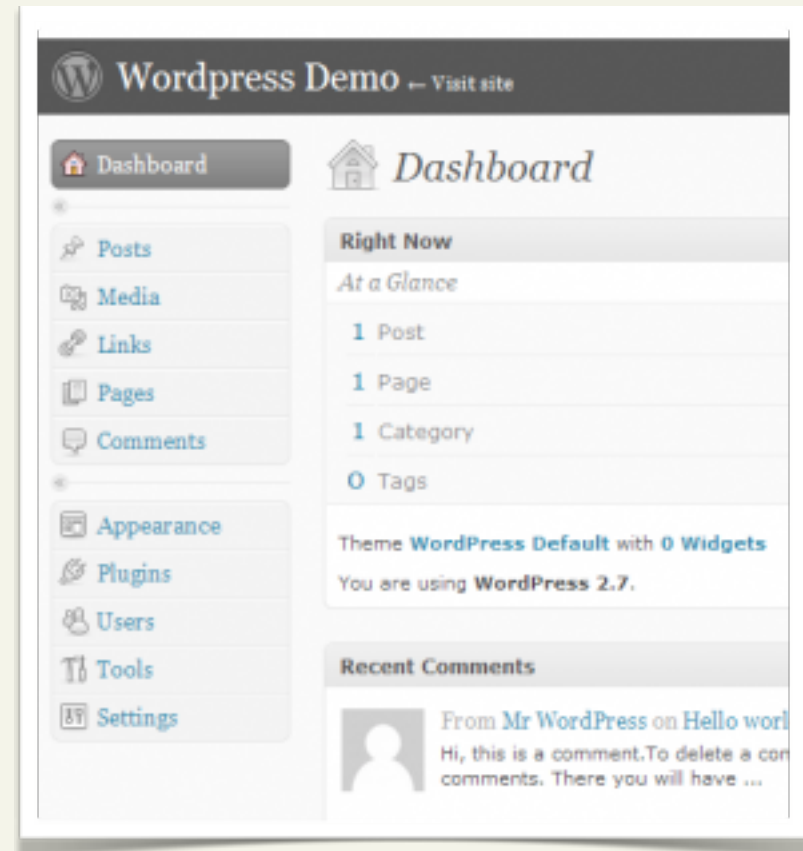 Wordpress Demo ← Visit site
Dashboard
Posts
Media
Links
Pages
Comments
Appearance
Plugins
Users
Tools
Settings
Dashboard
Right Now
At a Glance
1 Post
1 Page
1 Category
0 Tags
Theme WordPress Default with 0 Widgets
You are using WordPress 2.7.
Recent Comments
From Mr WordPress on Hello worl
Hi, this is a comment.To delete a con
comments. There you will have ...